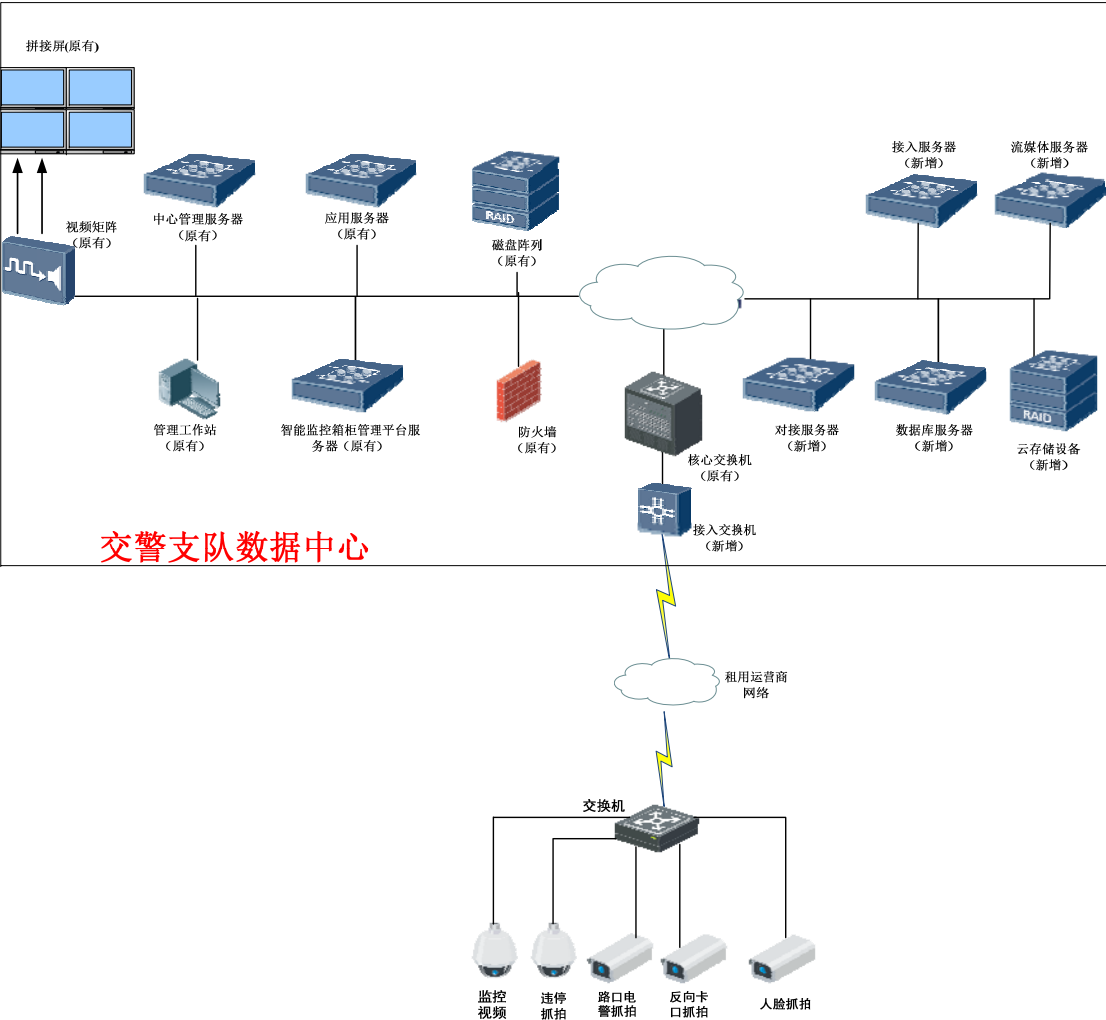 拼接屏(原有)
视频矩阵
（原有）
中心管理服务器
（原有）
应用服务器
（原有）
RAID
磁盘阵列
（原有）
接入服务器
（新增）
流媒体服务器
（新增）
管理工作站
（原有）
智能监控箱柜管理平台服
务器（原有）
防火墙
（原有）
核心交换机
（原有）
对接服务器
（新增）
数据库服务器
（新增）
RAID
云存储设备
（新增）
接入交换机
（新增）
交警支队数据中心
租用运营商
网络
交换机
监控
视频
违停
抓拍
路口电
警抓拍
反向卡
口抓拍
人脸抓拍